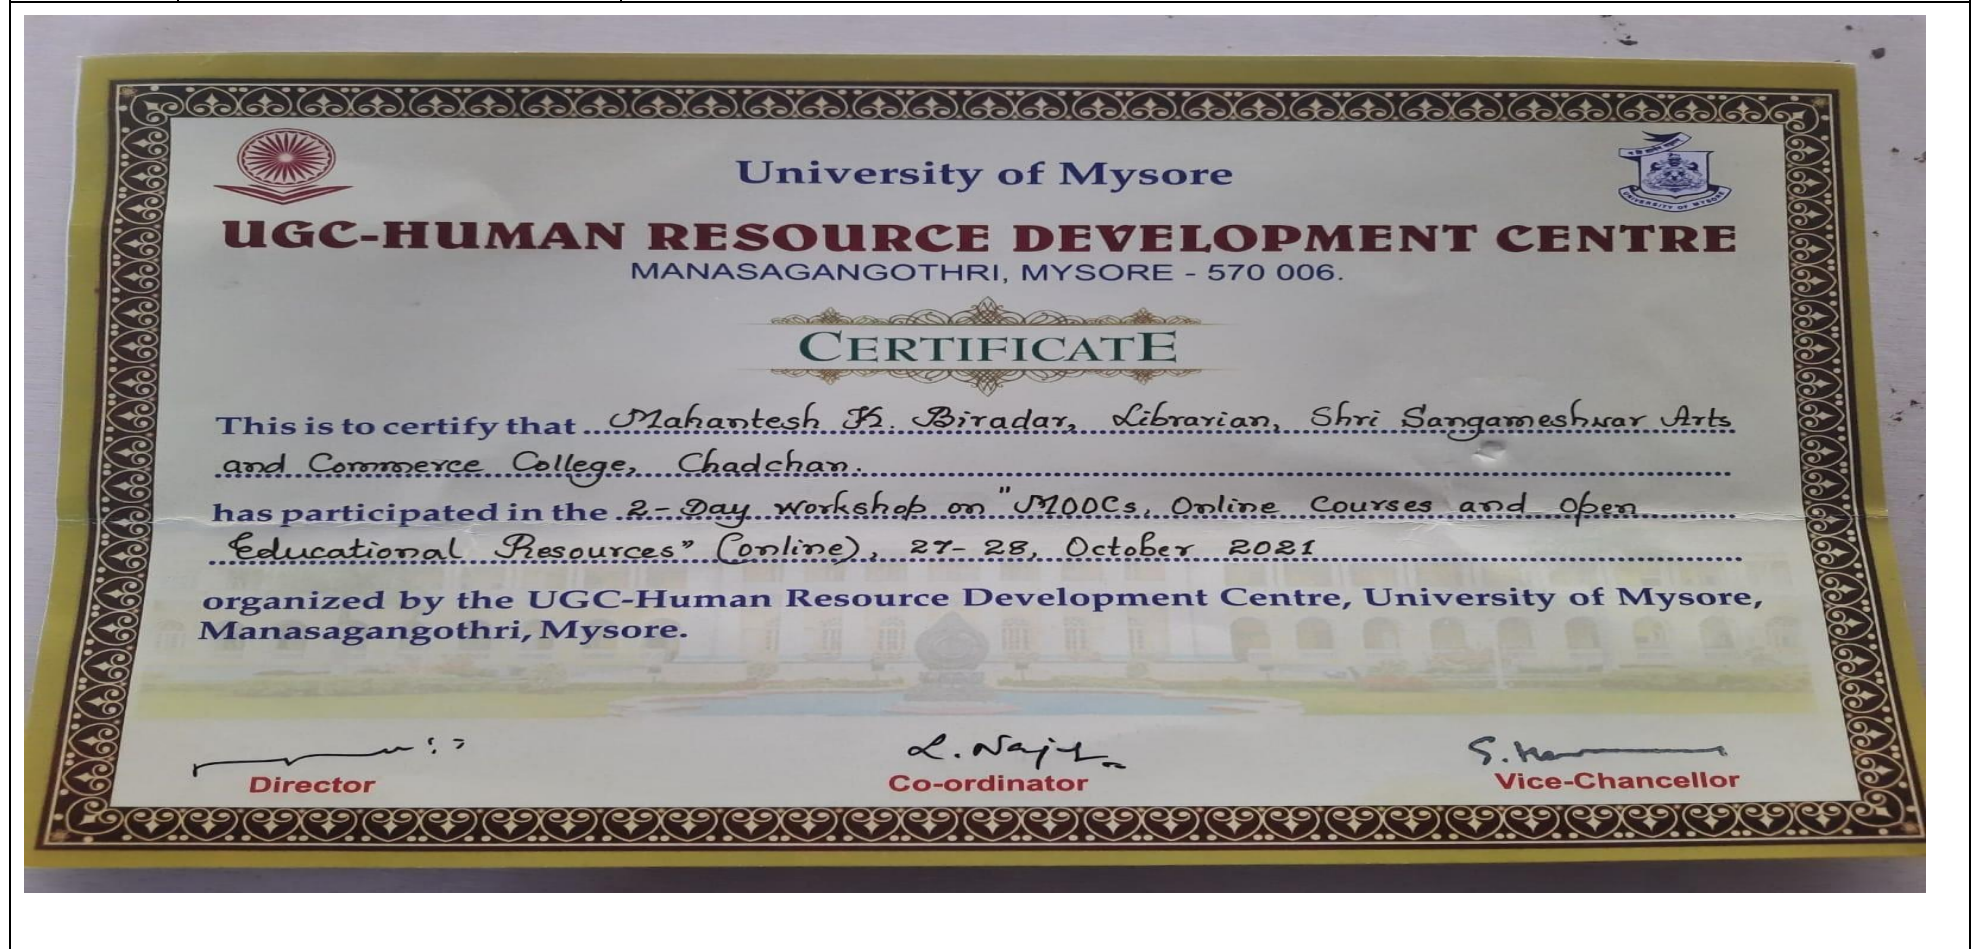 University of Mysore
UNIVERSITY OF MYSORE
UGC-HUMAN RESOURCE DEVELOPMENT CENTRE
MANASAGANGOTHRI, MYSORE - 570 006.
CERTIFICATE
This is to certify that Mahantesh K. Biradar, Librarian, Shri Sangameshwar Arts
and Commerce College, Chadchan.
has participated in the 2-Day workshop on "MOOCs, Online Courses and Open
Educational Resources" (online), 27-28, October 2021
organized by the UGC-Human Resource Development Centre, University of Mysore,
Manasagangothri, Mysore.
Director
Co-ordinator
Vice-Chancellor